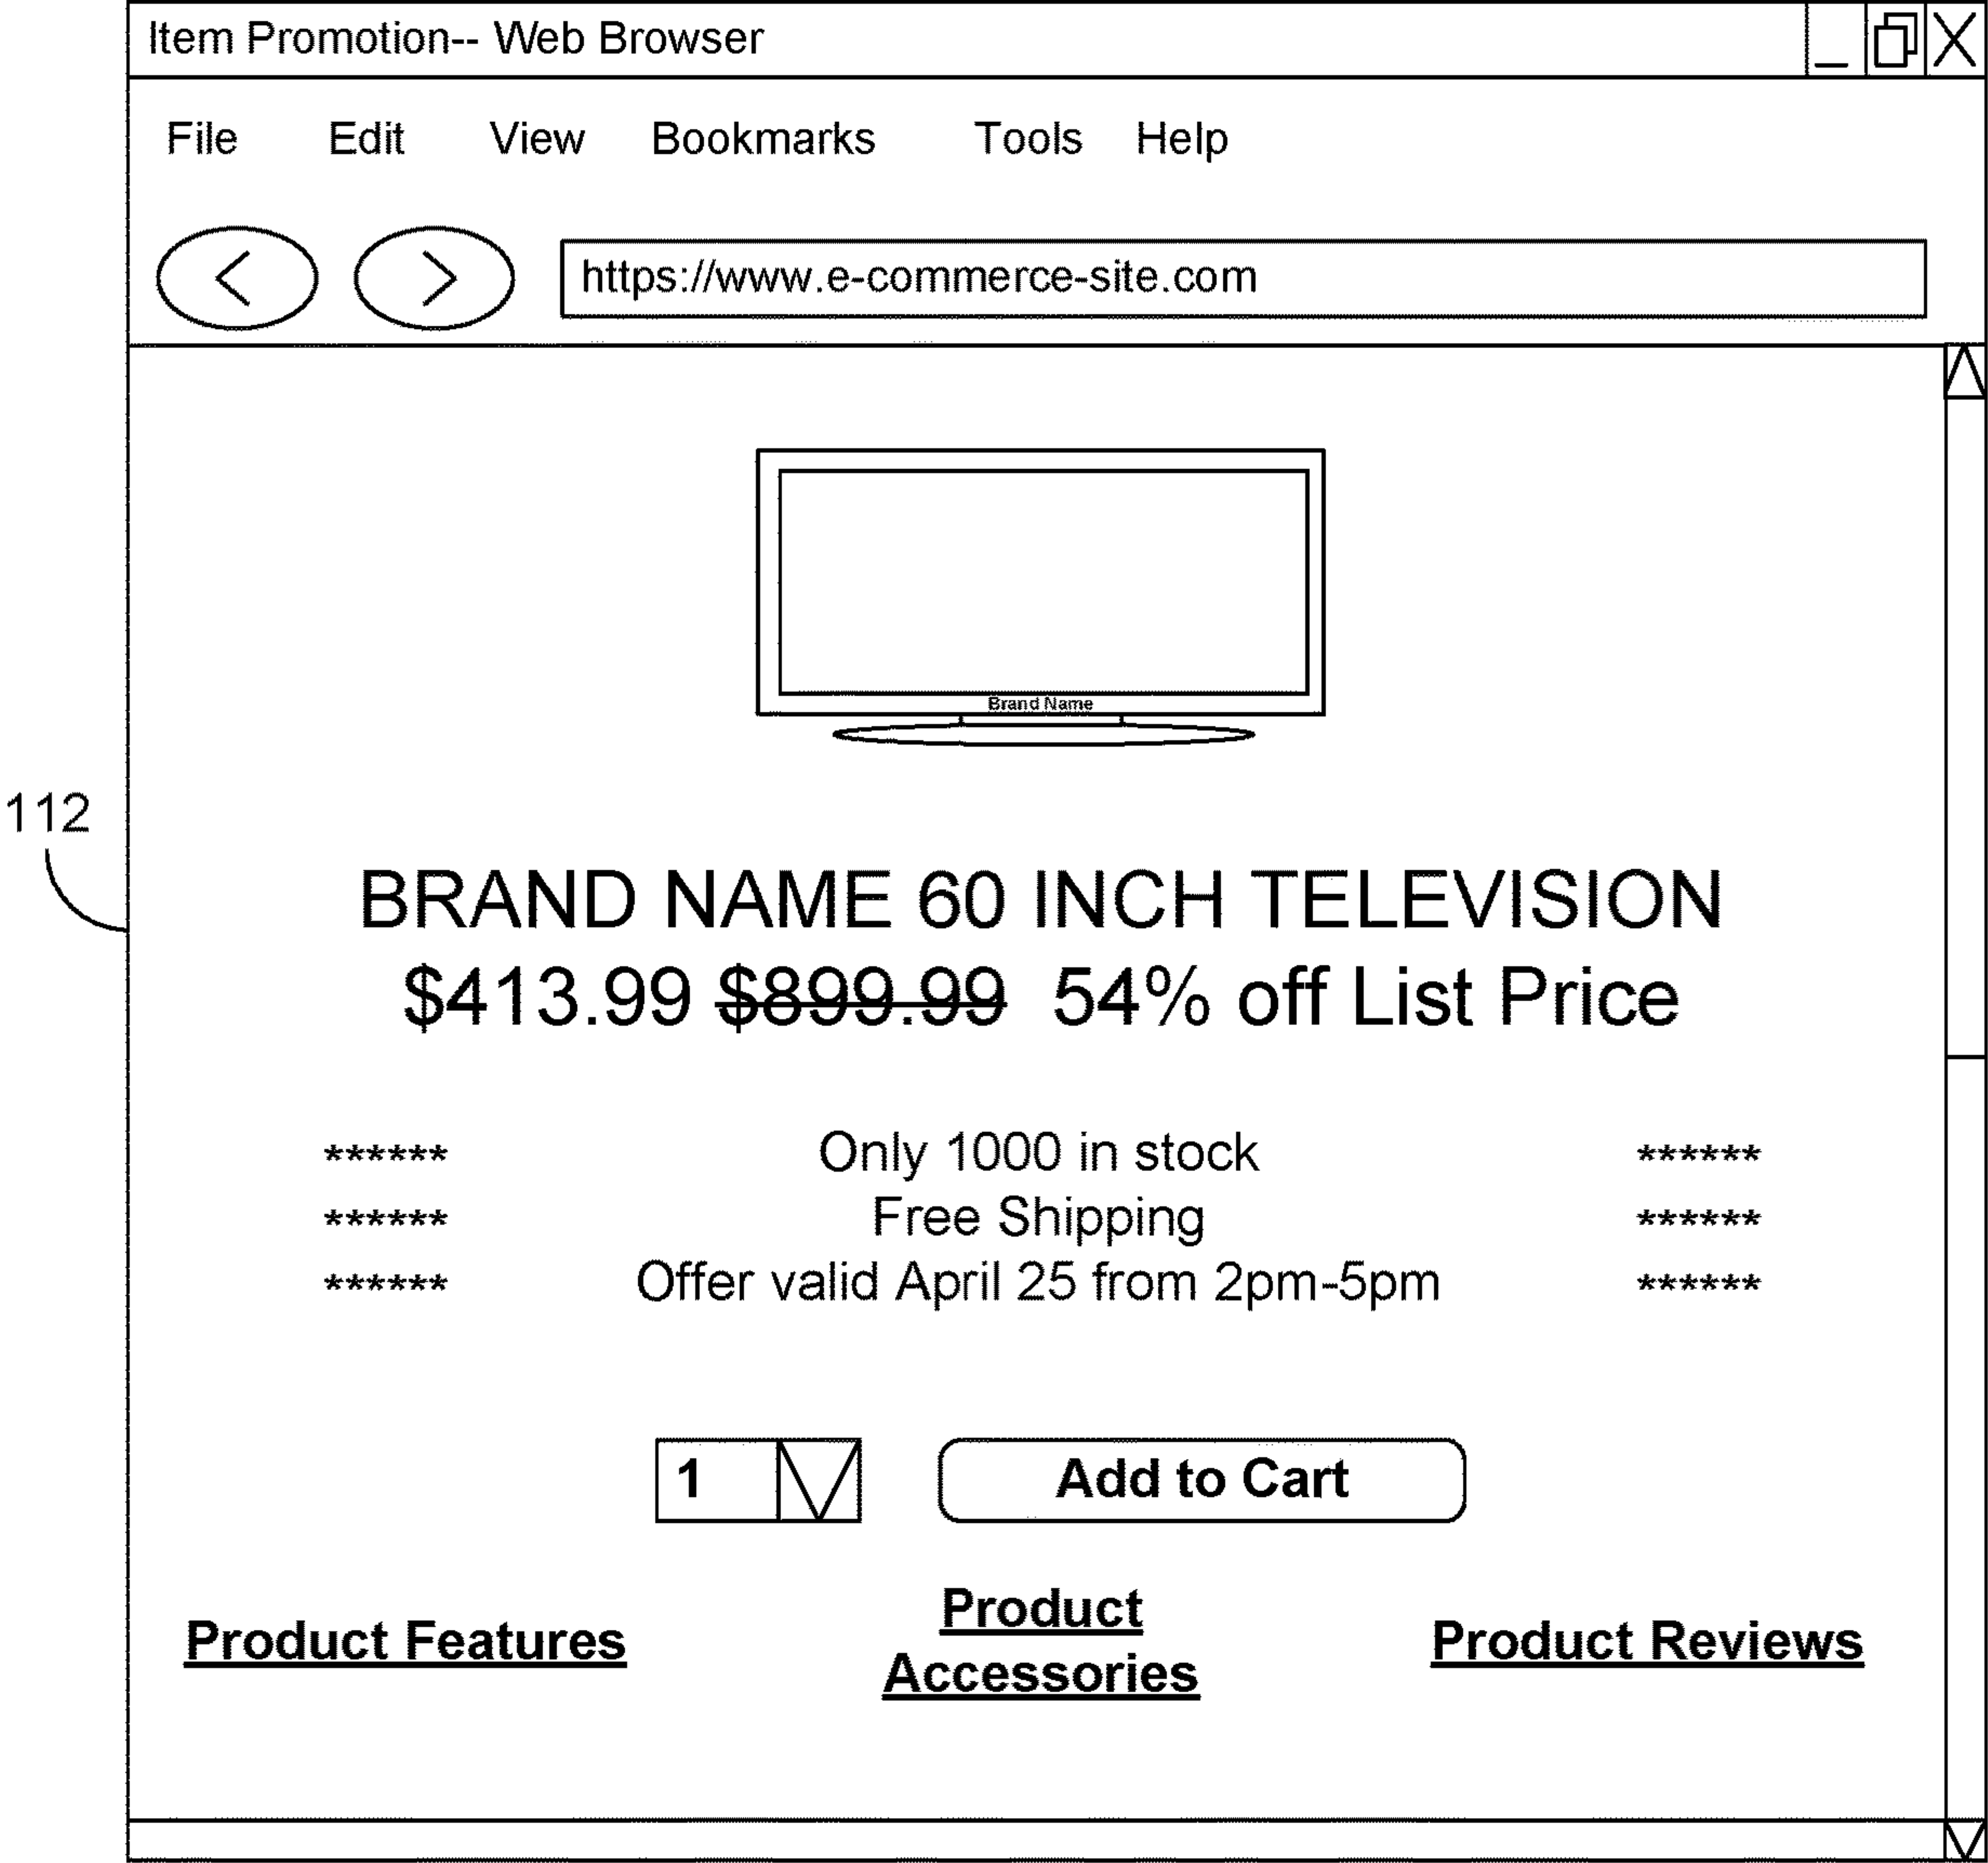 Item Promotion-- Web Browser
File Edit View Bookmarks Tools Help
https://www.e-commerce-site.com
Brand Name
112
BRAND NAME 60 INCH TELEVISION
$413.99 $899.99 54% off List Price
****** Only 1000 in stock ******
****** Free Shipping ******
****** Offer valid April 25 from 2pm-5pm ******
1 Add to Cart
Product Features Product Accessories Product Reviews